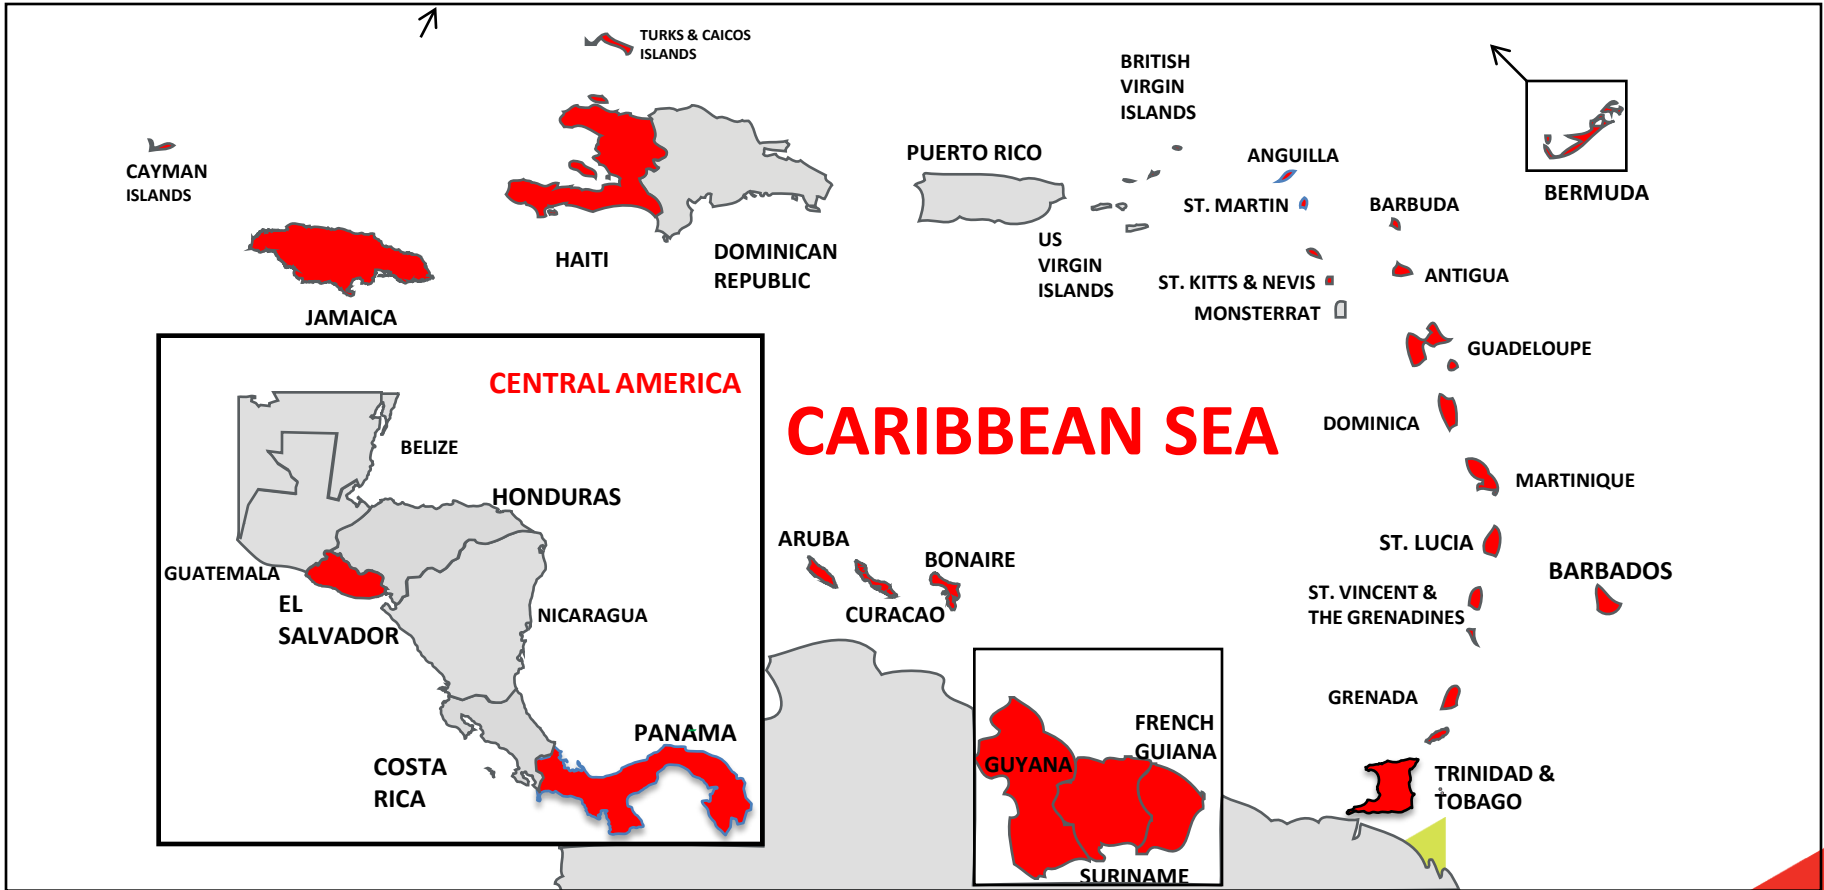 TURKS & CAICOS
ISLANDS
BRITISH
VIRGIN
ISLANDS
CAYMAN
ISLANDS
PUERTO RICO
ANGUILLA
BERMUDA
ST. MARTIN
BARBUDA
HAITI
DOMINICAN
REPUBLIC
US
VIRGIN
ISLANDS
ST. KITTS & NEVIS
ANTIGUA
JAMAICA
MONSTERRAT
GUADELOUPE
CENTRAL AMERICA
CARIBBEAN SEA
DOMINICA
BELIZE
MARTINIQUE
HONDURAS
ARUBA
BONAIRE
ST. LUCIA
BARBADOS
GUATEMALA
EL
SALVADOR
NICARAGUA
CURACAO
ST. VINCENT &
THE GRENADINES
GRENADA
PANAMA
COSTA
RICA
FRENCH
GUIANA
GUYANA
SURINAME
TRINIDAD &
TOBAGO